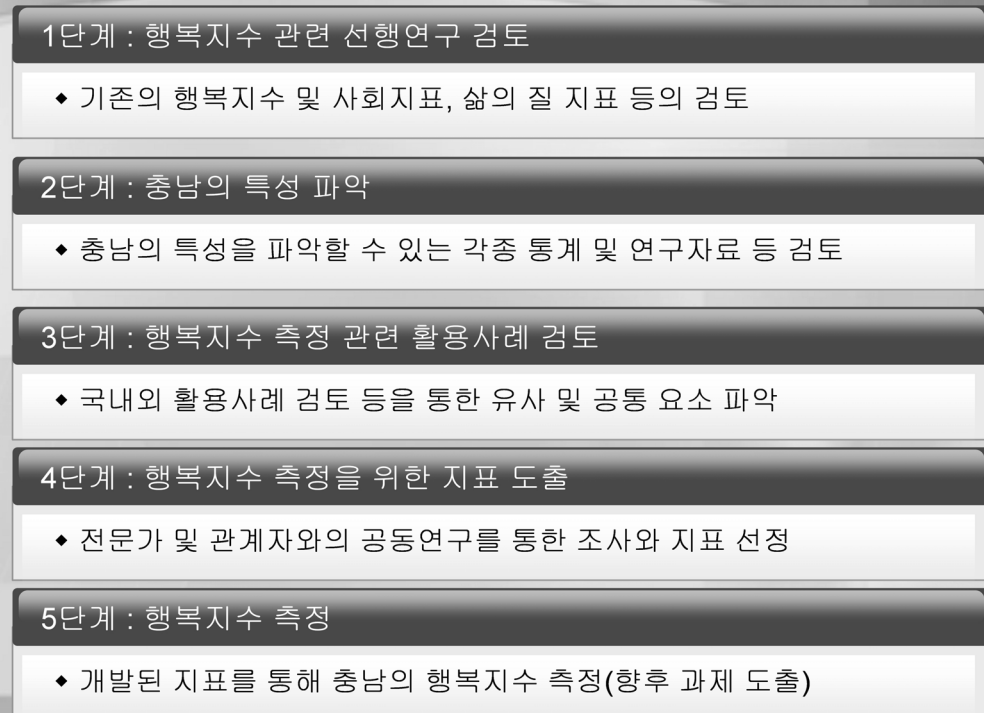 1단계 : 행복지수 관련 선행연구 검토
◆ 기존의 행복지수 및 사회지표, 삶의 질 지표 등의 검토
2단계 : 충남의 특성 파악
◆ 충남의 특성을 파악할 수 있는 각종 통계 및 연구자료 등 검토
3단계 : 행복지수 측정 관련 활용사례 검토
◆ 국내외 활용사례 검토 등을 통한 유사 및 공통 요소 파악
4단계 : 행복지수 측정을 위한 지표 도출
◆ 전문가 및 관계자와의 공동연구를 통한 조사와 지표 선정
5단계 : 행복지수 측정
◆ 개발된 지표를 통해 충남의 행복지수 측정(향후 과제 도출)